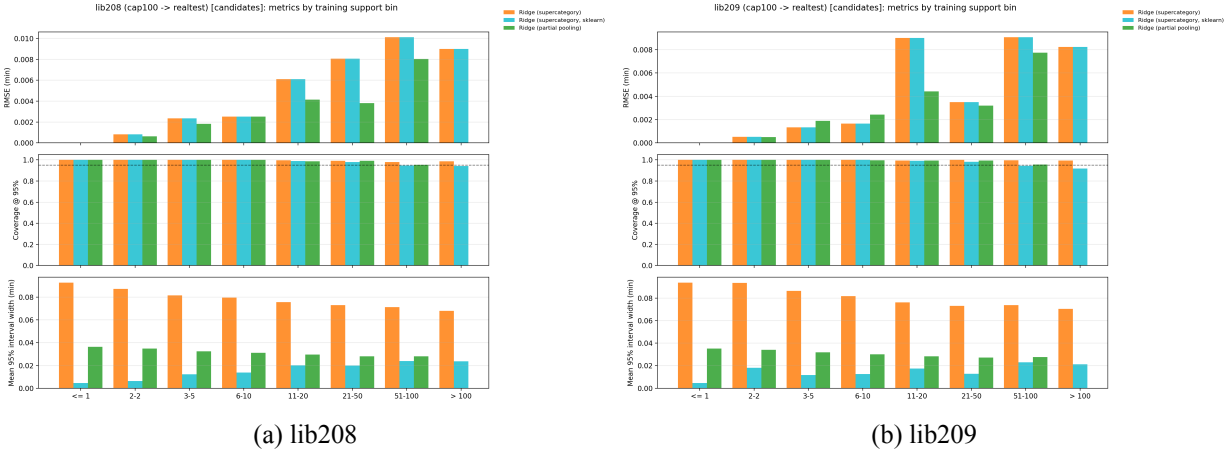 lib208 (cap100 -> realtest) [candidates]: metrics by training support bin
Ridge (supercategory)
Ridge (supercategory, sklearn)
Ridge (partial pooling)
RMSE (min)
0.010
0.008
0.006
0.004
0.002
0.000
Coverage @ 95%
1.0
0.8
0.6
0.4
0.2
0.0
Mean 95% interval width (min)
0.08
0.06
0.04
0.02
0.00
<= 1 2-2 3-5 6-10 11-20 21-50 51-100 > 100
(a) lib208
lib209 (cap100 -> realtest) [candidates]: metrics by training support bin
Ridge (supercategory)
Ridge (supercategory, sklearn)
Ridge (partial pooling)
RMSE (min)
0.008
0.006
0.004
0.002
0.000
Coverage @ 95%
1.0
0.8
0.6
0.4
0.2
0.0
Mean 95% interval width (min)
0.08
0.06
0.04
0.02
0.00
<= 1 2-2 3-5 6-10 11-20 21-50 51-100 > 100
(b) lib209